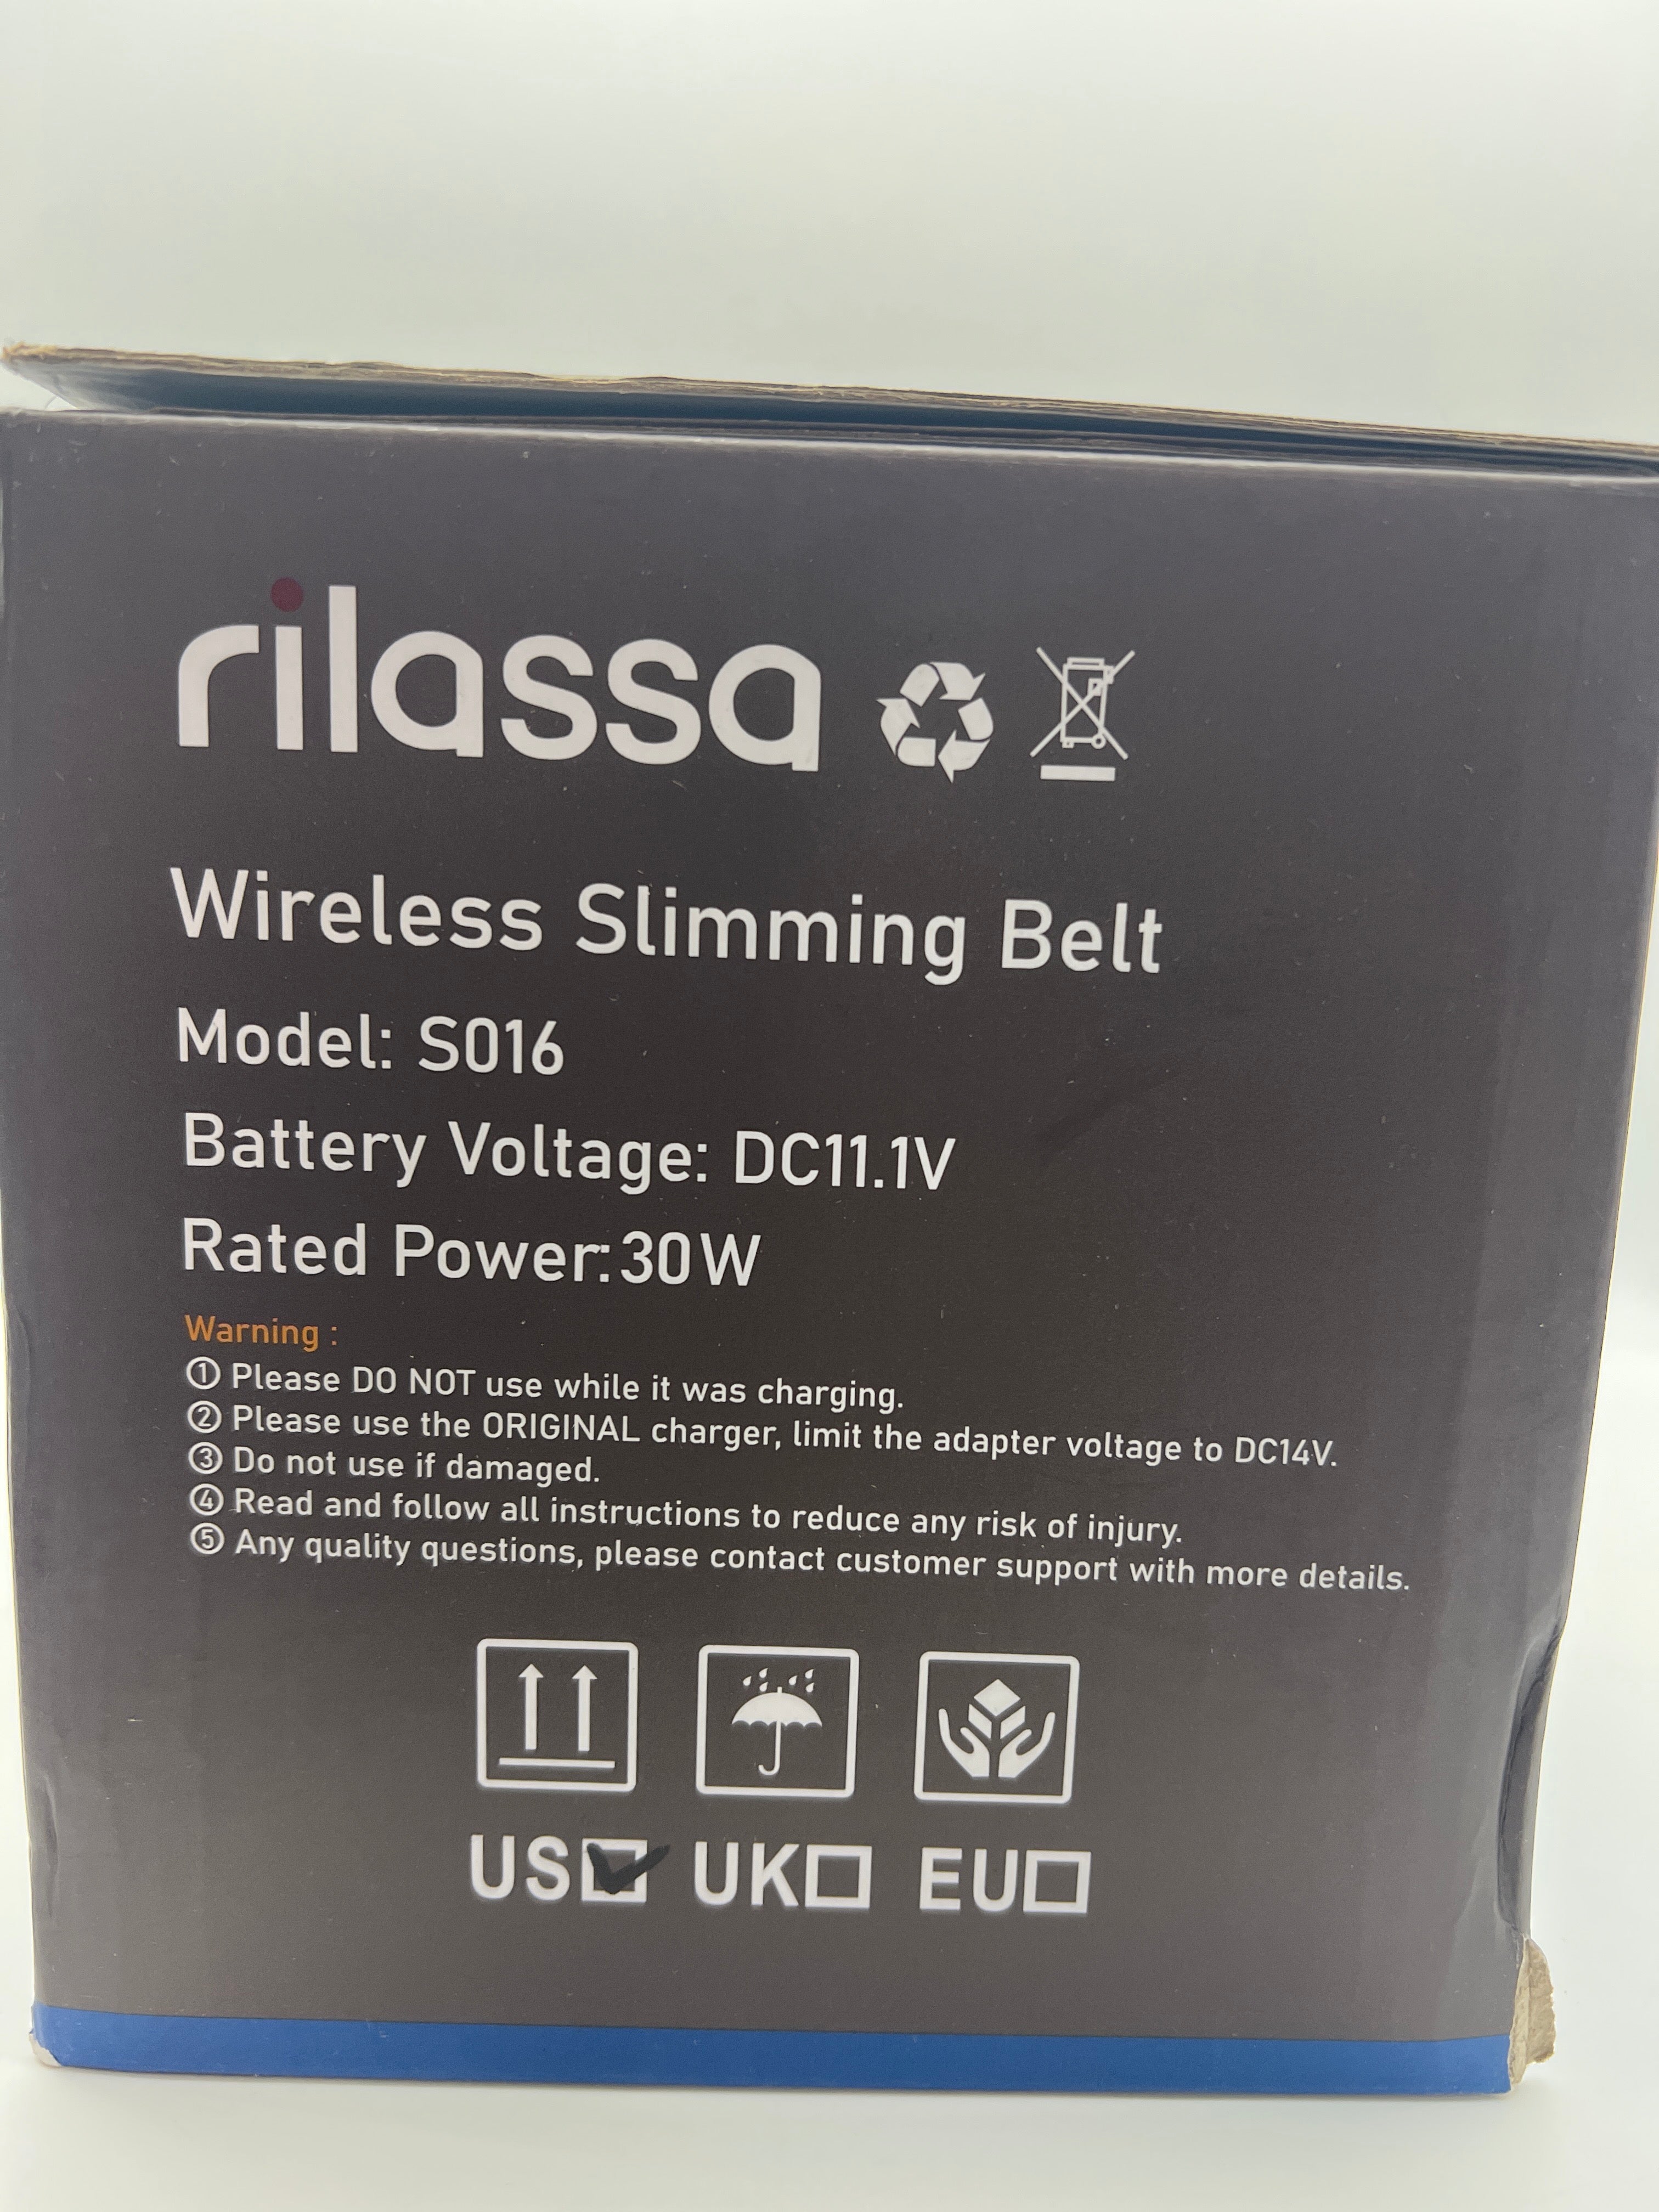 rilassa
Wireless Slimming Belt
Model: S016
Battery Voltage: DC11.1V
Rated Power:30W
Warning :
① Please DO NOT use while it was charging.
② Please use the ORIGINAL charger, limit the adapter voltage to DC14V.
③ Do not use if damaged.
④ Read and follow all instructions to reduce any risk of injury.
⑤ Any quality questions, please contact customer support with more details.
US UK EU